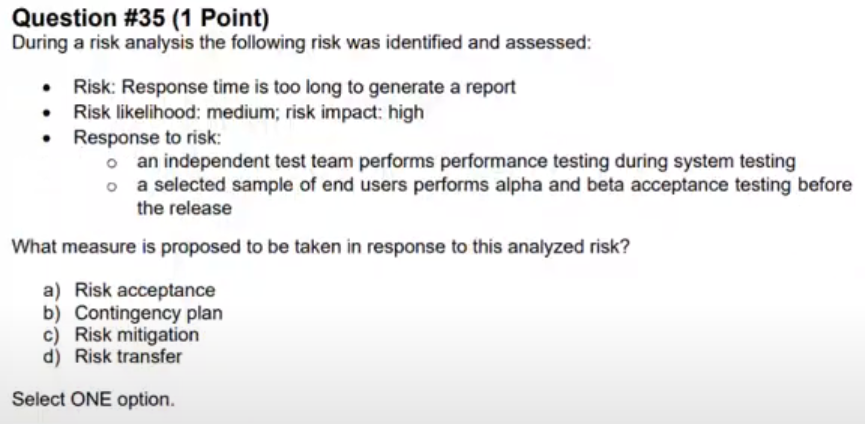 Question #35 (1 Point)
During a risk analysis the following risk was identified and assessed:
• Risk: Response time is too long to generate a report
• Risk likelihood: medium; risk impact: high
• Response to risk:
o an independent test team performs performance testing during system testing
o a selected sample of end users performs alpha and beta acceptance testing before
the release
What measure is proposed to be taken in response to this analyzed risk?
a) Risk acceptance
b) Contingency plan
c) Risk mitigation
d) Risk transfer
Select ONE option.